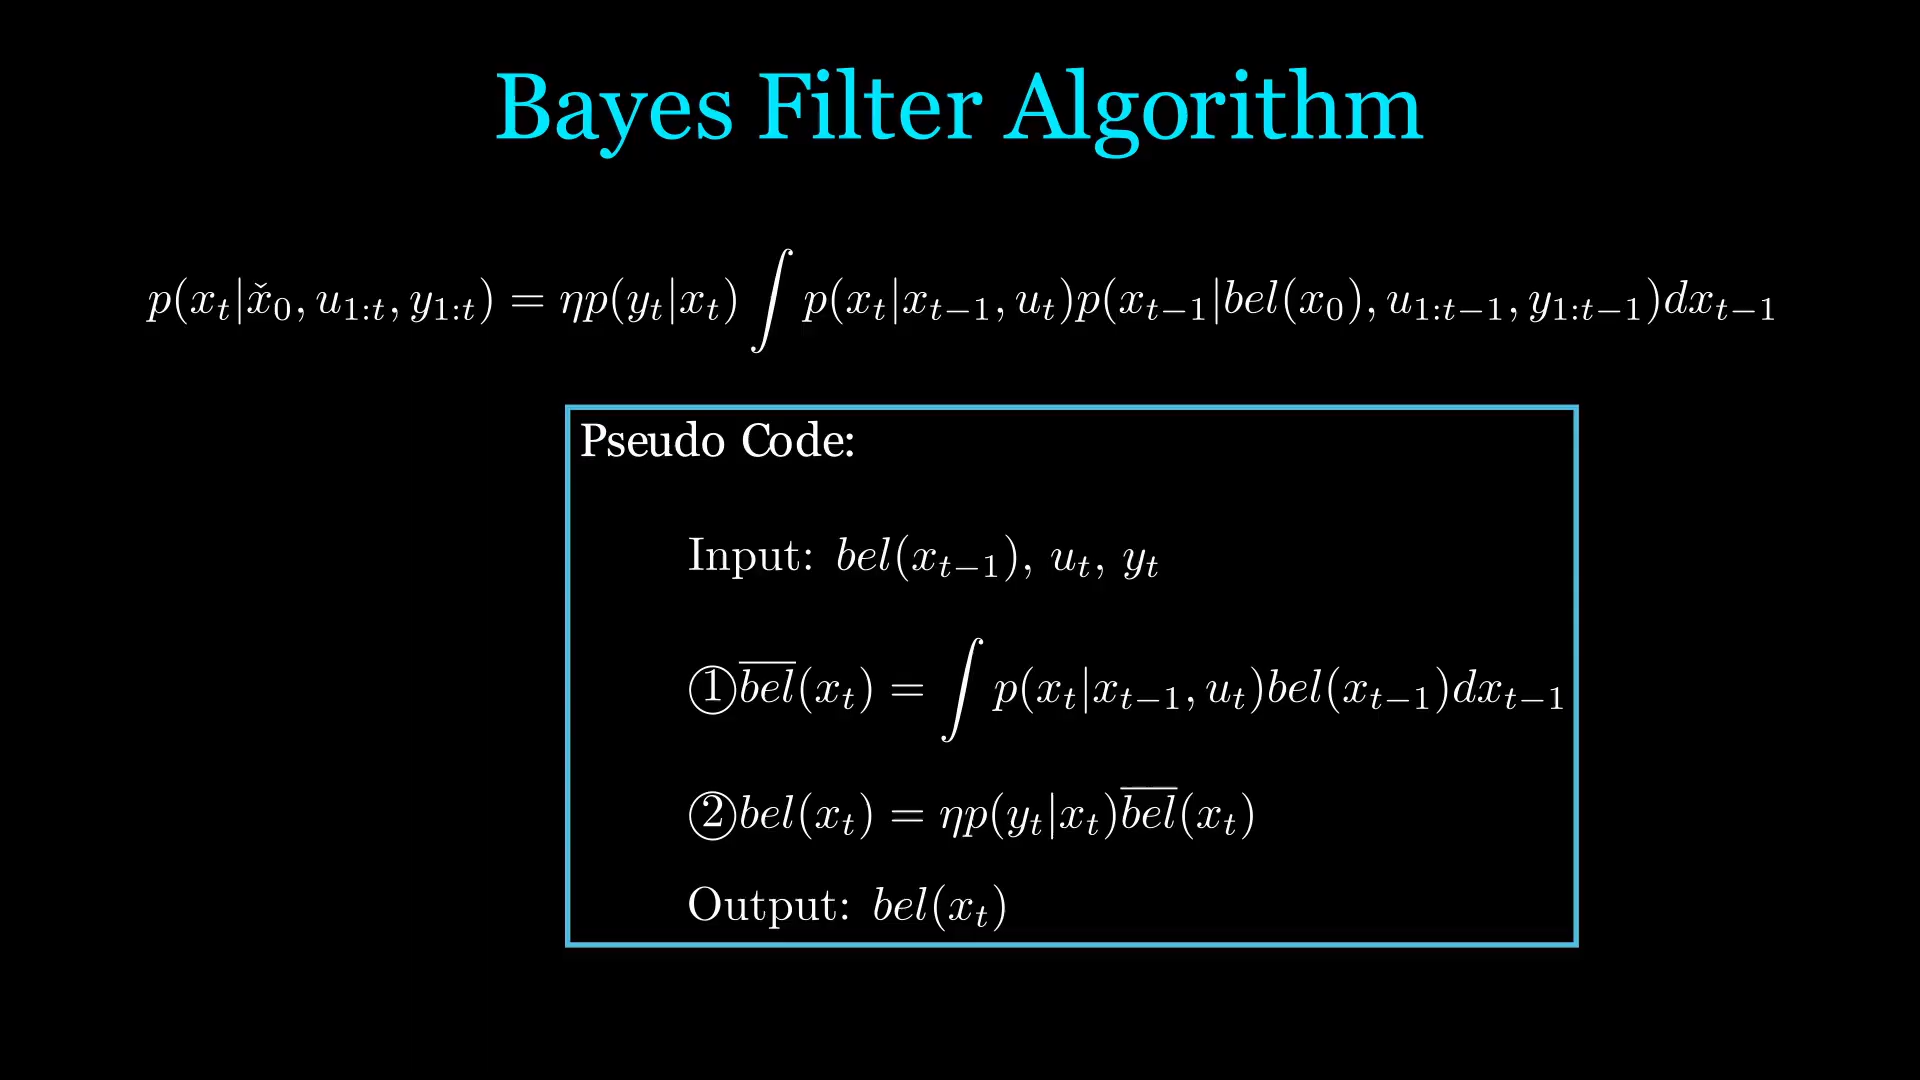 Bayes Filter Algorithm
p(x_t|x̌_0, u_{1:t}, y_{1:t}) = ηp(y_t|x_t) ∫ p(x_t|x_{t−1}, u_t)p(x_{t−1}|bel(x_0), u_{1:t−1}, y_{1:t−1})dx_{t−1}
Pseudo Code:
Input: bel(x_{t−1}), u_t, y_t
① \overline{bel}(x_t) = ∫ p(x_t|x_{t−1}, u_t)bel(x_{t−1})dx_{t−1}
② bel(x_t) = ηp(y_t|x_t)\overline{bel}(x_t)
Output: bel(x_t)